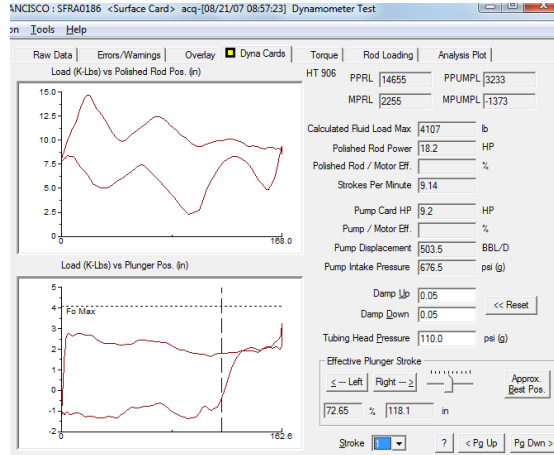 ANCISCO : SFRA0186 <Surface Card> acq-[08/21/07 08:57:23] Dynamometer Test
on Tools Help
Raw Data Errors/Warnings Overlay Dyna Cards Torque Rod Loading Analysis Plot
Load (K-Lbs) vs Polished Rod Pos. (in)
15.0
12.5
10.0
7.5
5.0
2.5
0
0 168.0
Load (K-Lbs) vs Plunger Pos. (in)
5
4
Fo Max
3
2
1
0
-1
-2
0 162.6
HT 906 PPRL 14655 PPUMPL 3233
MPRL 2255 MPUMPL -1373
Calculated Fluid Load Max 4107 lb
Polished Rod Power 18.2 HP
Polished Rod / Motor Eff. %
Strokes Per Minute 9.14
Pump Card HP 9.2 HP
Pump / Motor Eff. %
Pump Displacement 503.5 BBL/D
Pump Intake Pressure 676.5 psi (g)
Damp Up 0.05
<< Reset
Damp Down 0.05
Tubing Head Pressure 110.0 psi (g)
Effective Plunger Stroke
< --- Left Right --- > Approx. Best Pos.
72.65 % 118.1 in
Stroke 1 ? < Pg Up Pg Dwn >